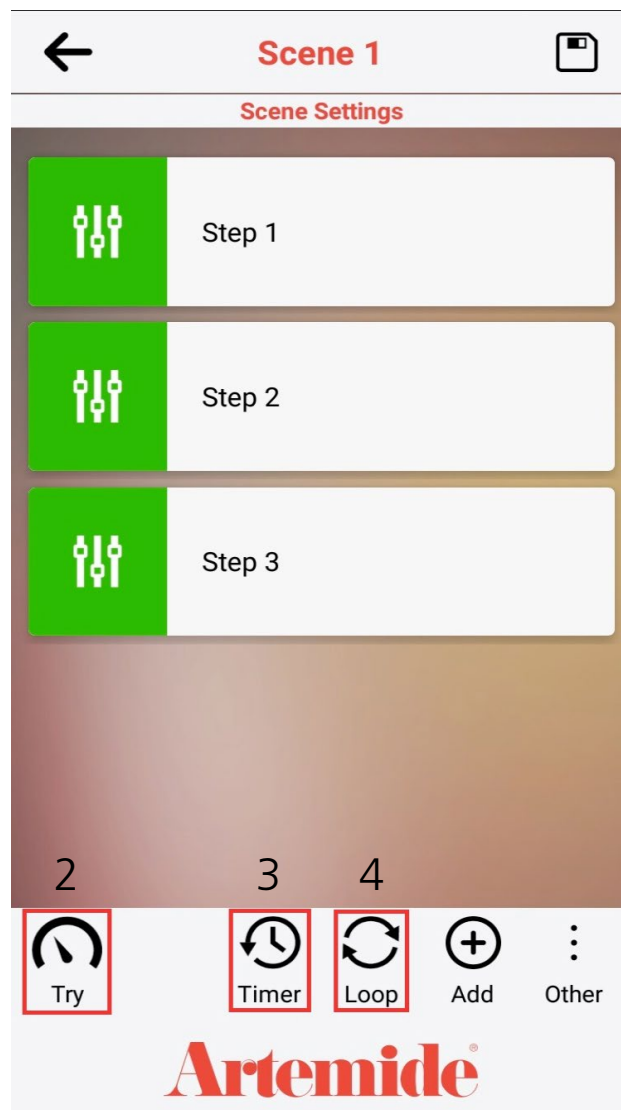 Scene 1
Scene Settings
Step 1
Step 2
Step 3
2 3 4
Try Timer Loop Add Other
Artemide®